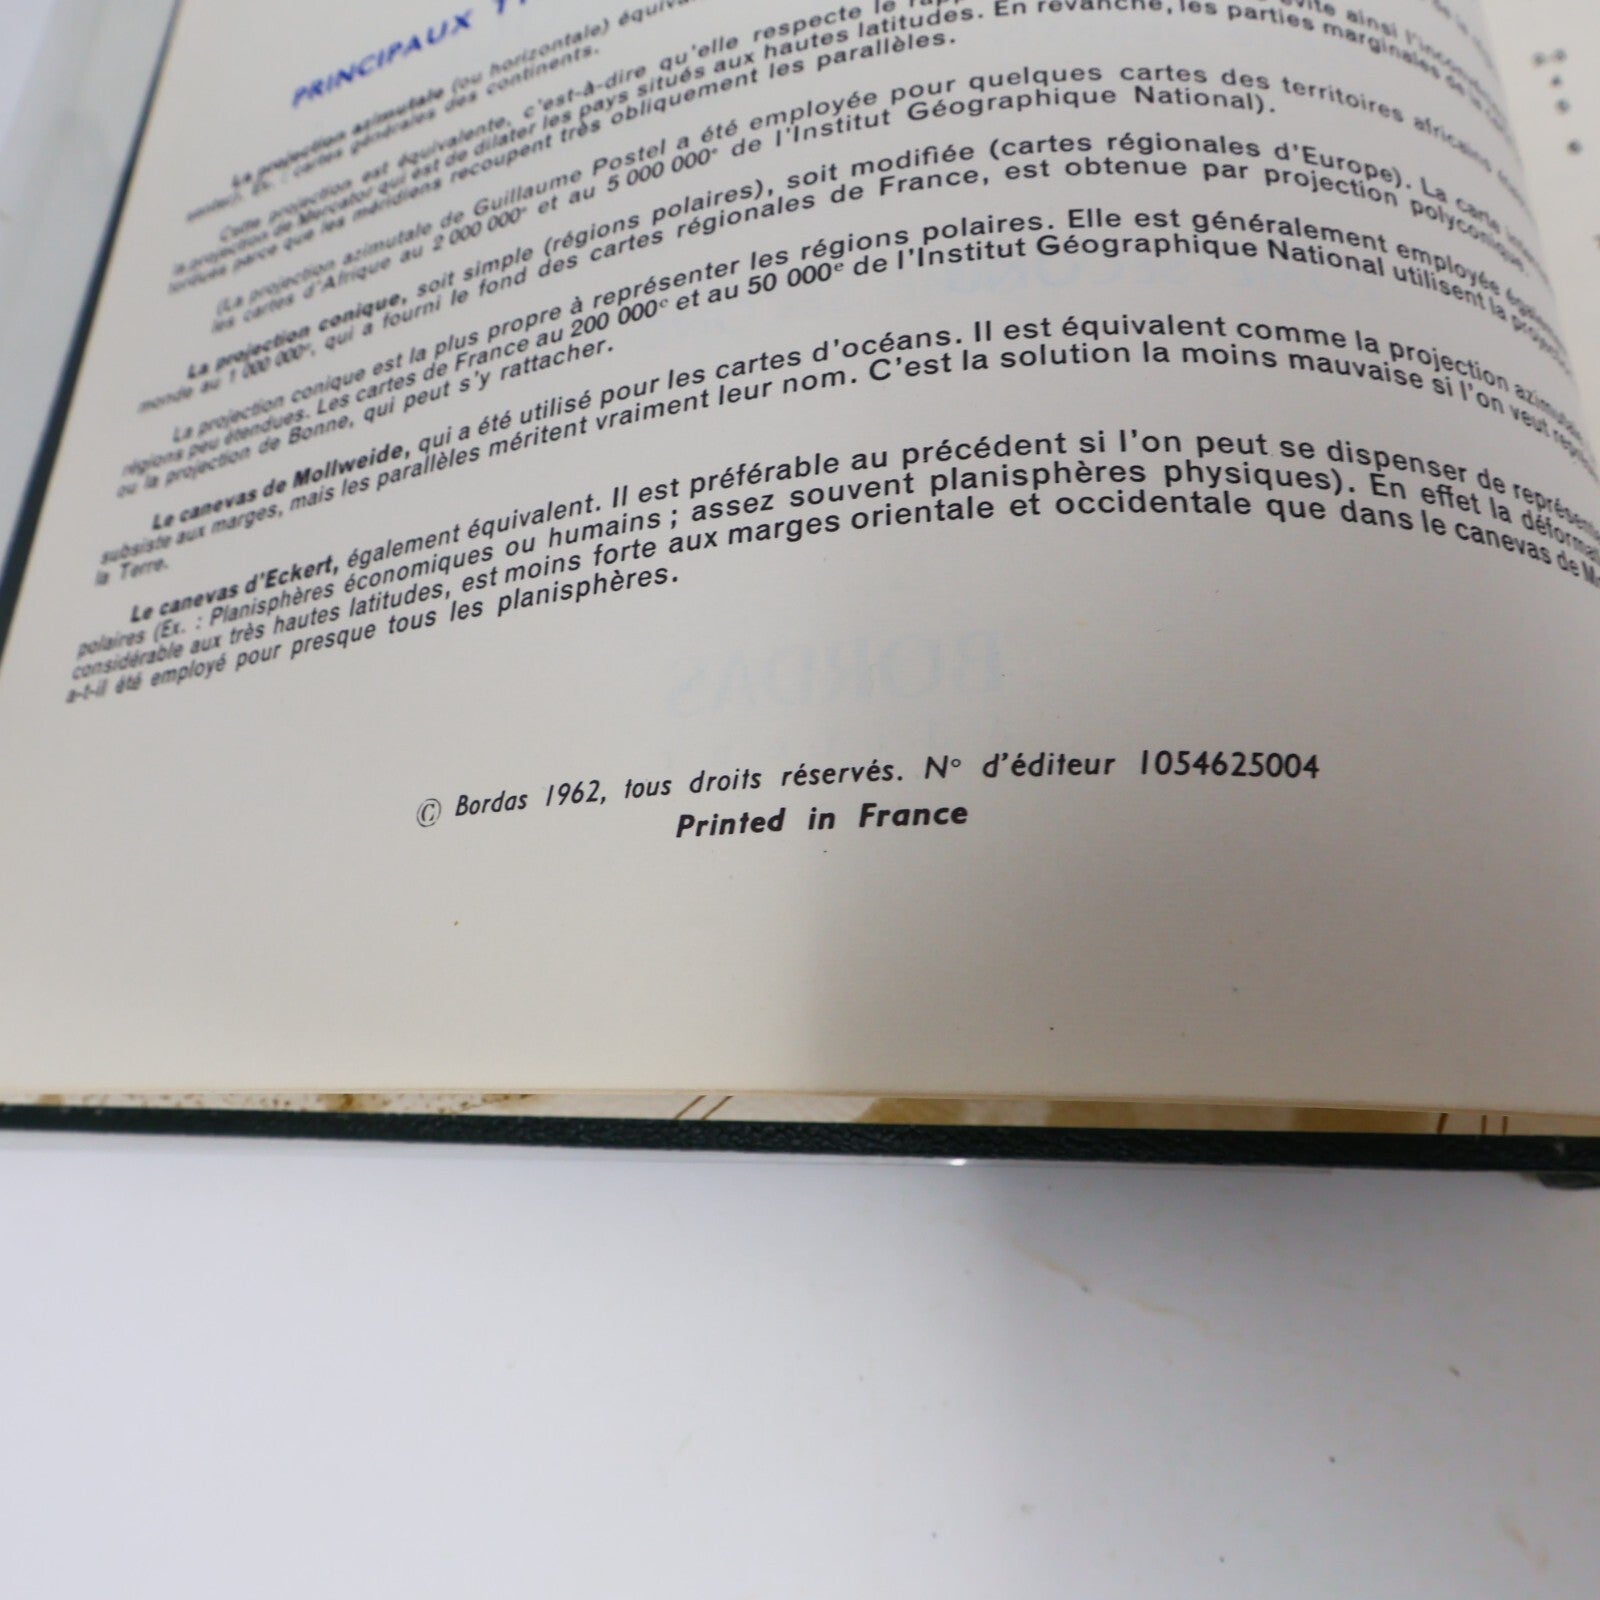 PRINCIPAUX
La projection azimutale (ou horizontale)
Ex. : cartes générales des continents.
Cette projection est équivalente, c'est-à-dire qu'elle respecte le
la projection de Mercator qui est de dilater les pays situés aux hautes latitudes. En revanche, les parties marginales de la
parce que les méridiens recoupent très obliquement les parallèles.
(La projection azimutale de Guillaume Postel a été employée pour quelques cartes des territoires africains
les cartes d'Afrique au 2 000 000e et au 5 000 000e de l'Institut Géographique National).
La projection conique, soit simple (régions polaires), soit modifiée (cartes régionales d'Europe). La carte
monde au 1 000 000e, qui a fourni le fond des cartes régionales de France, est obtenue par projection polyconique.
La projection conique est la plus propre à représenter les régions polaires. Elle est généralement employée également
régions peu étendues. Les cartes de France au 200 000e et au 50 000e de l'Institut Géographique National utilisent la
ou la projection de Bonne, qui peut s'y rattacher.
Le canevas de Mollweide, qui a été utilisé pour les cartes d'océans. Il est équivalent comme la projection azimutale
subsiste aux marges, mais les parallèles méritent vraiment leur nom. C'est la solution la moins mauvaise si l'on veut
la Terre.
Le canevas d'Eckert, également équivalent. Il est préférable au précédent si l'on peut se dispenser de
polaires (Ex. : Planisphères économiques ou humains ; assez souvent planisphères physiques). En effet la
considérable aux très hautes latitudes, est moins forte aux marges orientale et occidentale que dans le canevas de
a-t-il été employé pour presque tous les planisphères.
© Bordas 1962, tous droits réservés. N° d'éditeur 1054625004
Printed in France